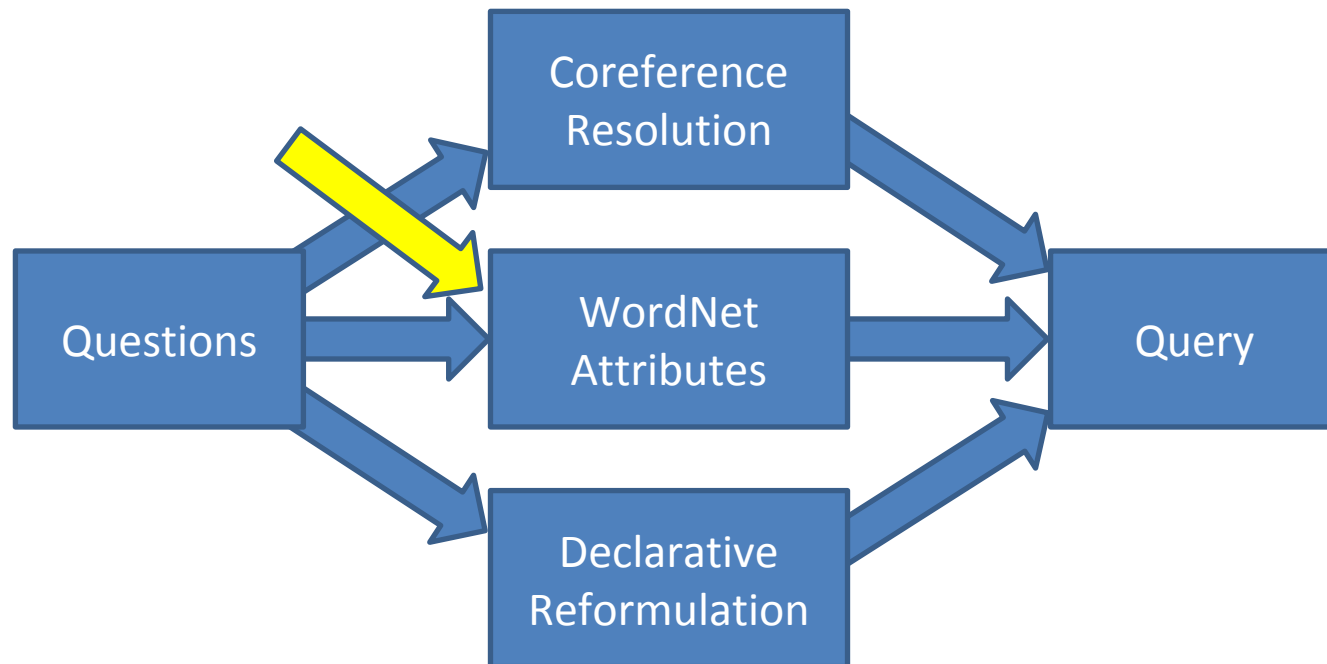 Coreference
Resolution
Questions
WordNet
Attributes
Query
Declarative
Reformulation